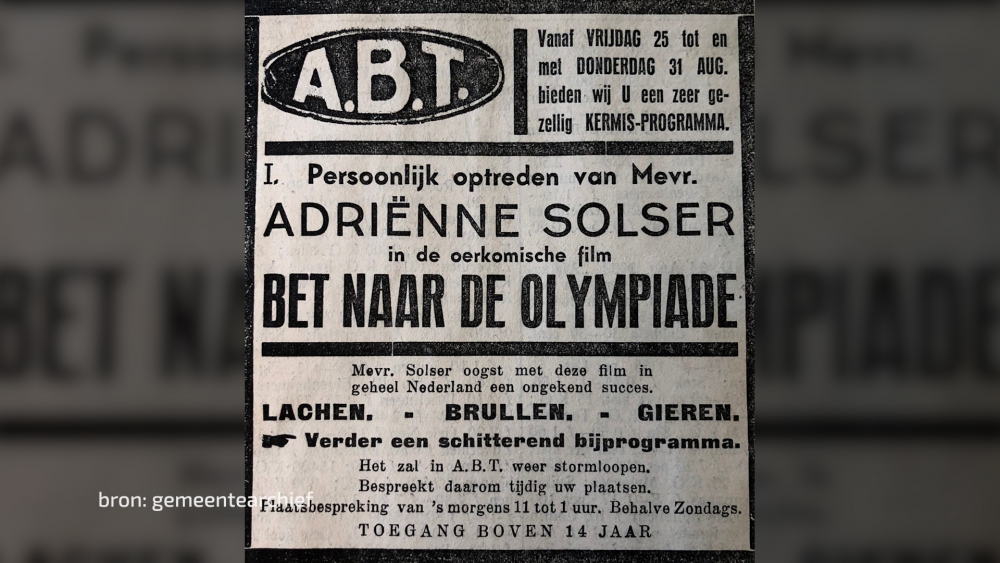 A.B.T.
Vanaf VRIJDAG 25 tot en
met DONDERDAG 31 AUG.
bieden wij U een zeer ge-
zellig KERMIS-PROGRAMMA.
I. Persoonlijk optreden van Mevr.
ADRIËNNE SOLSER
in de oerkomische film
BET NAAR DE OLYMPIADE
Mevr. Solser oogst met deze film in
geheel Nederland een ongekend succes.
LACHEN. - BRULLEN. - GIEREN.
Verder een schitterend bijprogramma.
Het zal in A.B.T. weer stormloopen.
Bespreekt daarom tijdig uw plaatsen.
bron: gemeentearchief
Plaatsbespreking van 's morgens 11 tot 1 uur. Behalve Zondags.
TOEGANG BOVEN 14 JAAR